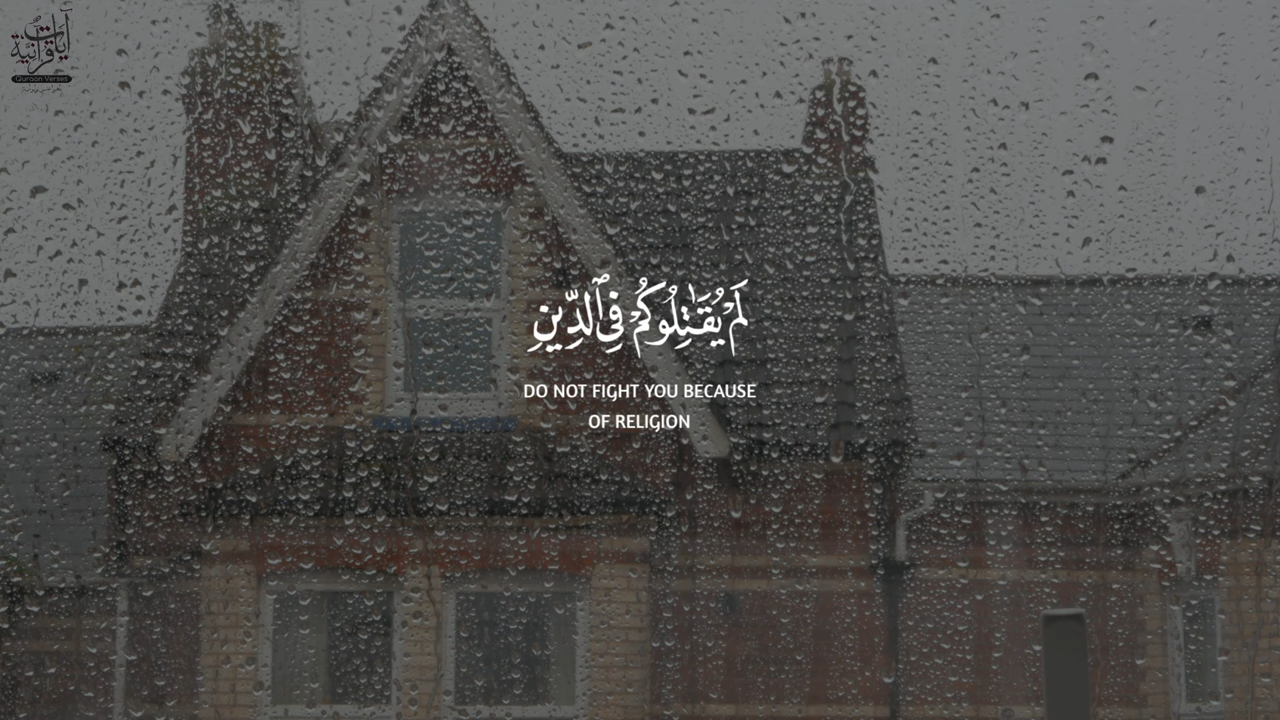 آيات قرآنية
Quraan Verses
لَمْ يُقَـٰتِلُوكُمْ فِى ٱلدِّينِ
DO NOT FIGHT YOU BECAUSE
OF RELIGION